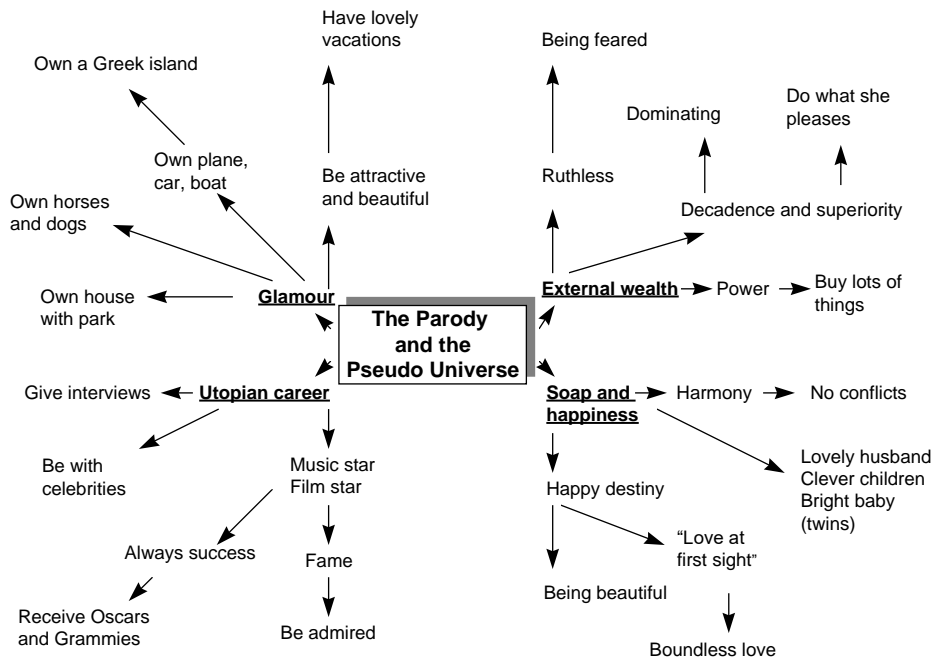 Have lovely
vacations
Being feared
Own a Greek island
Do what she
pleases
Dominating
Own plane,
car, boat
Be attractive
and beautiful
Ruthless
Own horses
and dogs
Decadence and superiority
Own house
with park
Glamour
External wealth
Power
Buy lots of
things
The Parody
and the
Pseudo Universe
Give interviews
Utopian career
Soap and
happiness
Harmony
No conflicts
Be with
celebrities
Music star
Film star
Happy destiny
Lovely husband
Clever children
Bright baby
(twins)
Always success
Fame
“Love at
first sight”
Being beautiful
Receive Oscars
and Grammies
Be admired
Boundless love